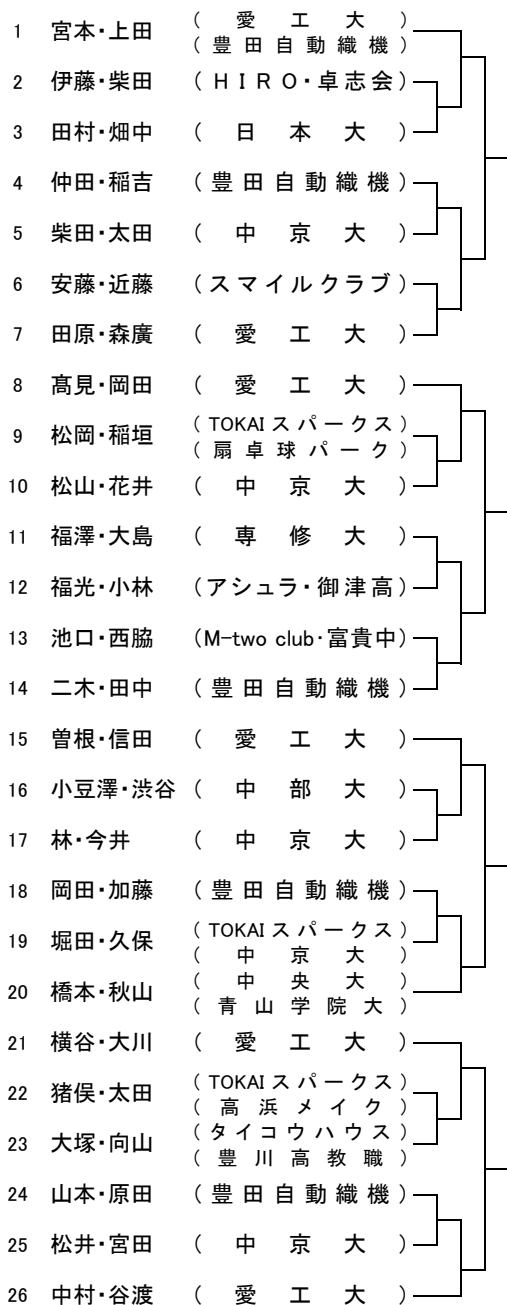 1 宮本・上田 (愛工大)
(豊田自動織機)
2 伊藤・柴田 (HIRO・卓志会)
3 田村・畑中 (日本大)
4 仲田・稲吉 (豊田自動織機)
5 柴田・太田 (中京大)
6 安藤・近藤 (スマイルクラブ)
7 田原・森廣 (愛工大)
8 髙見・岡田 (愛工大)
9 松岡・稲垣 (TOKAIスパークス)
(扇卓球パーク)
10 松山・花井 (中京大)
11 福澤・大島 (専修大)
12 福光・小林 (アシュラ・御津高)
13 池口・西脇 (M-two club・富貴中)
14 二木・田中 (豊田自動織機)
15 曽根・信田 (愛工大)
16 小豆澤・渋谷 (中部大)
17 林・今井 (中京大)
18 岡田・加藤 (豊田自動織機)
19 堀田・久保 (TOKAIスパークス)
(中京大)
20 橋本・秋山 (中央大)
(青山学院大)
21 横谷・大川 (愛工大)
22 猪俣・太田 (TOKAIスパークス)
(高浜メイク)
23 大塚・向山 (タイコウハウス)
(豊川高教職)
24 山本・原田 (豊田自動織機)
25 松井・宮田 (中京大)
26 中村・谷渡 (愛工大)